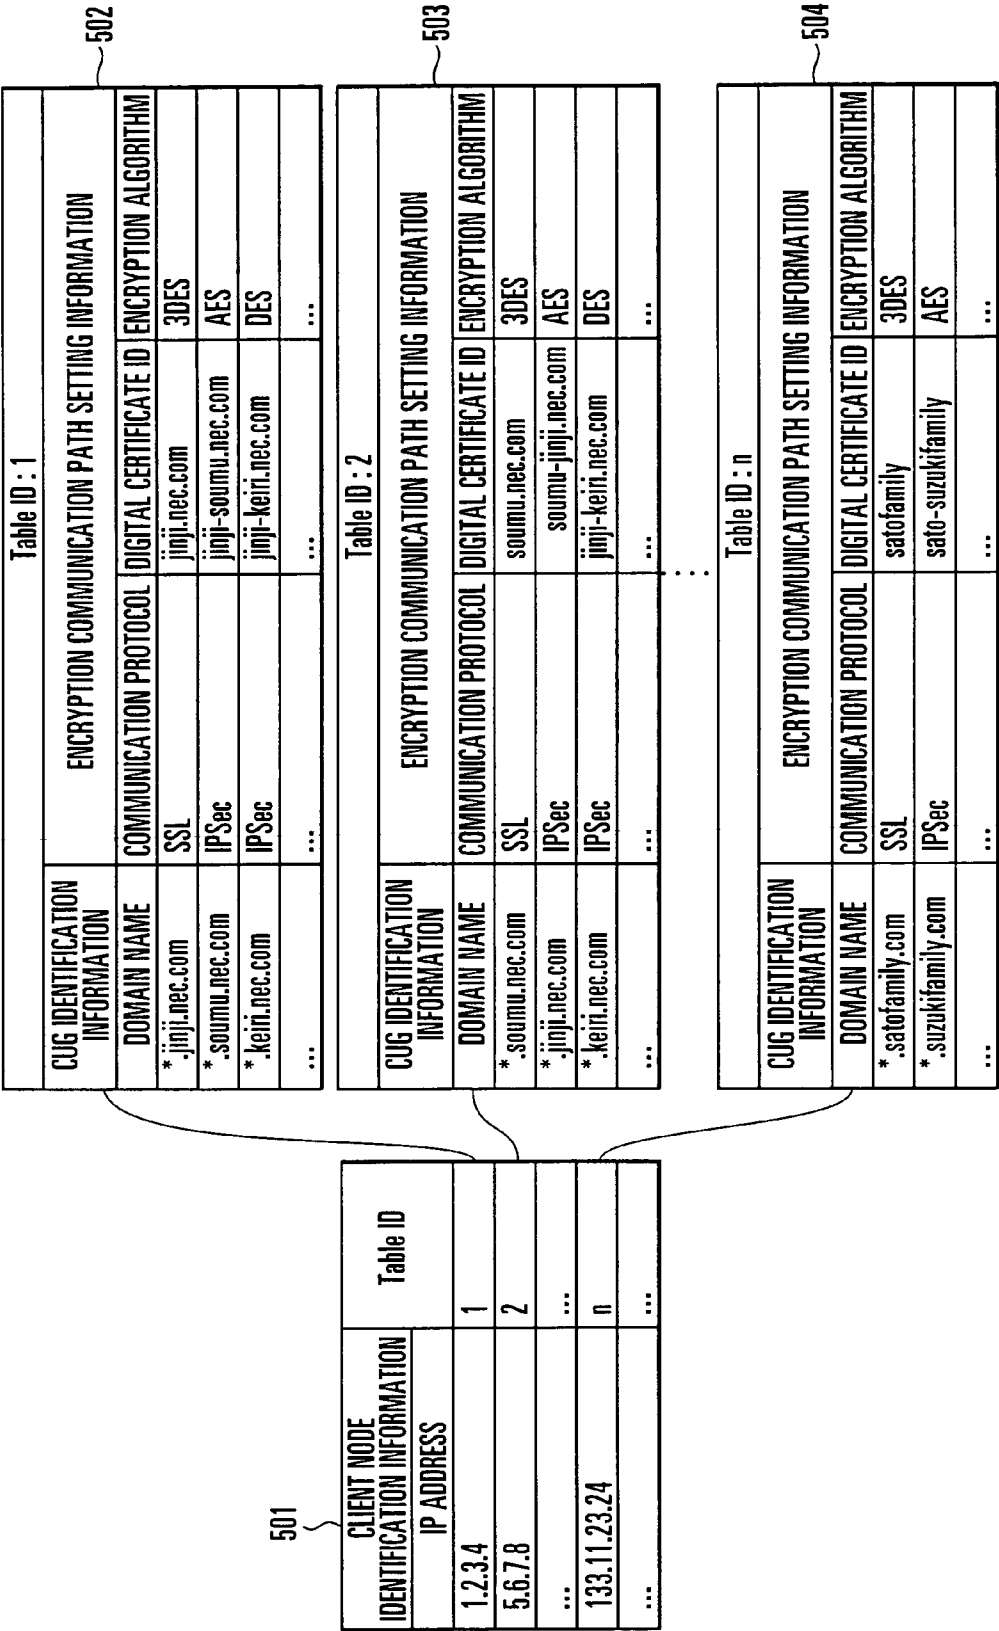 501
CLIENT NODE
IDENTIFICATION INFORMATION
Table ID
IP ADDRESS
1.2.3.4 1
5.6.7.8 2
... ...
133.11.23.24 n
... ...
502
Table ID : 1
CUG IDENTIFICATION
INFORMATION
ENCRYPTION COMMUNICATION PATH SETTING INFORMATION
DOMAIN NAME COMMUNICATION PROTOCOL DIGITAL CERTIFICATE ID ENCRYPTION ALGORITHM
*.jinji.nec.com SSL jinji.nec.com 3DES
*.soumu.nec.com IPSec jinji-soumu.nec.com AES
*.keiri.nec.com IPSec jinji-keiri.nec.com DES
... ... ... ...
503
Table ID : 2
CUG IDENTIFICATION
INFORMATION
ENCRYPTION COMMUNICATION PATH SETTING INFORMATION
DOMAIN NAME COMMUNICATION PROTOCOL DIGITAL CERTIFICATE ID ENCRYPTION ALGORITHM
*.soumu.nec.com SSL soumu.nec.com 3DES
*.jinji.nec.com IPSec soumu-jinji.nec.com AES
*.keiri.nec.com IPSec jinji-keiri.nec.com DES
... ... ... ...
504
Table ID : n
CUG IDENTIFICATION
INFORMATION
ENCRYPTION COMMUNICATION PATH SETTING INFORMATION
DOMAIN NAME COMMUNICATION PROTOCOL DIGITAL CERTIFICATE ID ENCRYPTION ALGORITHM
*.satofamily.com SSL satofamily 3DES
*.suzukifamily.com IPSec sato-suzukifamily AES
... ... ... ...